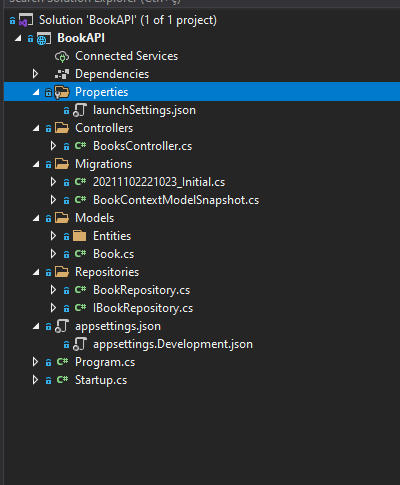 Search Solution Explorer (Ctrl+ç)
Solution 'BookAPI' (1 of 1 project)
BookAPI
Connected Services
Dependencies
Properties
launchSettings.json
Controllers
C# BooksController.cs
Migrations
C# 20211102221023_Initial.cs
C# BookContextModelSnapshot.cs
Models
Entities
C# Book.cs
Repositories
C# BookRepository.cs
C# IBookRepository.cs
appsettings.json
appsettings.Development.json
C# Program.cs
C# Startup.cs